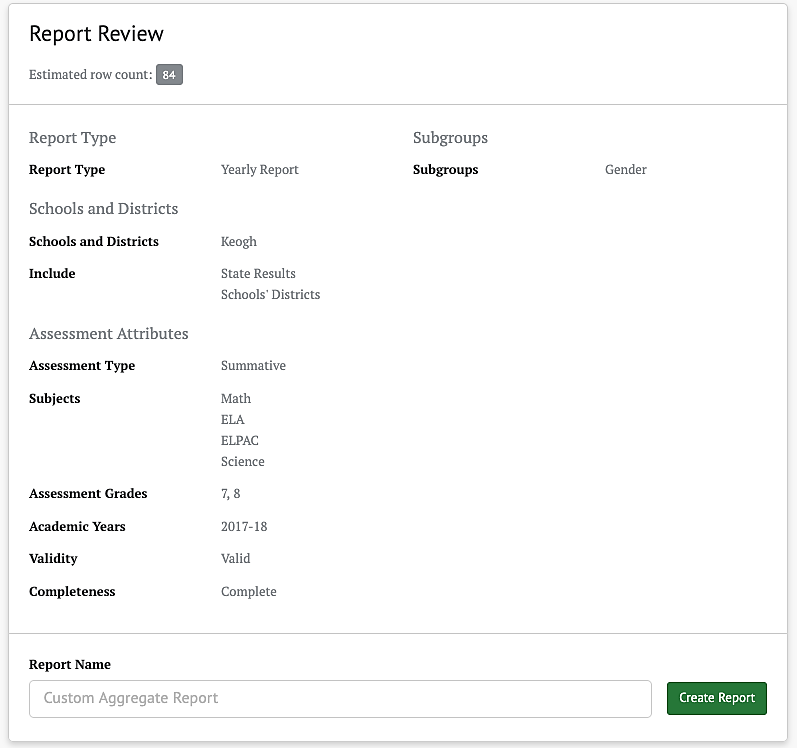 Report Review
Estimated row count: 84
Report Type
Report Type Yearly Report
Schools and Districts
Schools and Districts Keogh
Include State Results
Schools' Districts
Assessment Attributes
Assessment Type Summative
Subjects Math
ELA
ELPAC
Science
Assessment Grades 7, 8
Academic Years 2017-18
Validity Valid
Completeness Complete
Subgroups
Subgroups Gender
Report Name
Custom Aggregate Report
Create Report